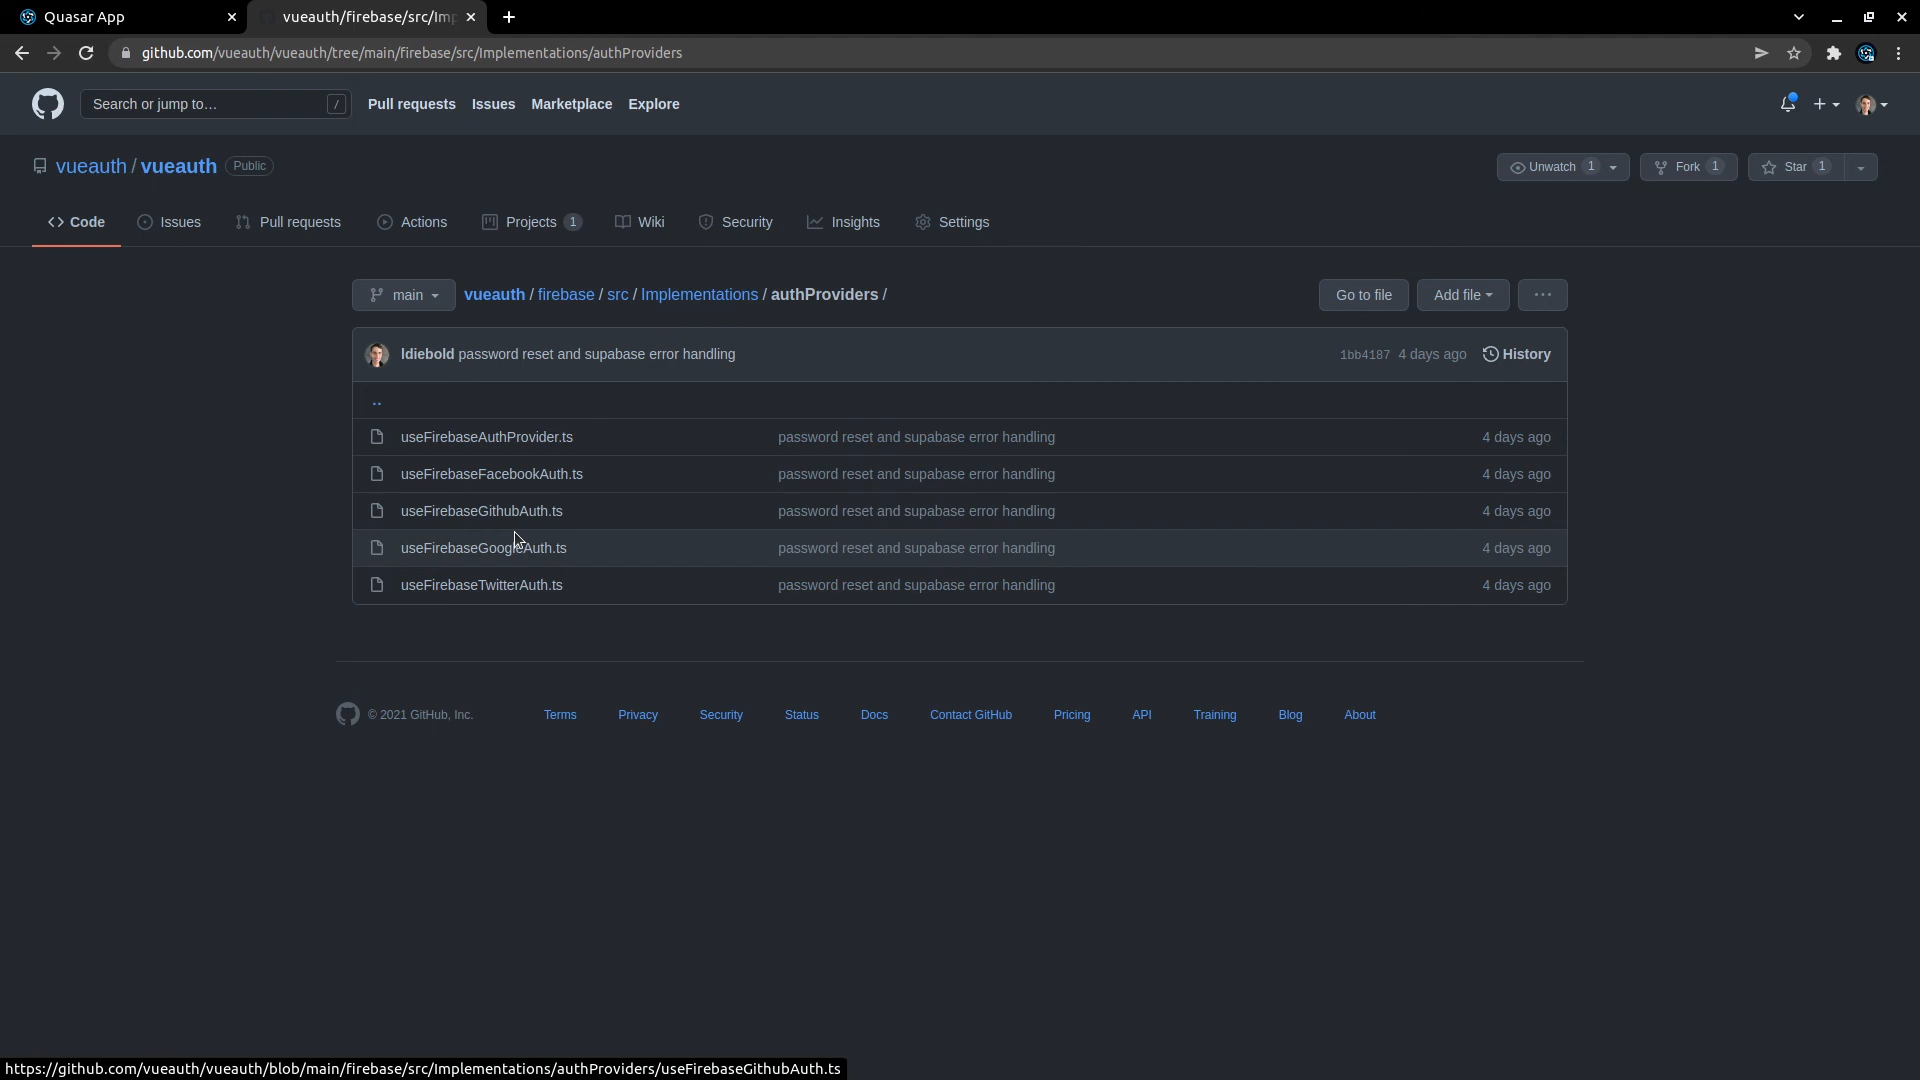 Quasar App
vueauth/firebase/src/Imp
github.com/vueauth/vueauth/tree/main/firebase/src/Implementations/authProviders
Search or jump to…
/
Pull requests
Issues
Marketplace
Explore
vueauth / vueauth
Public
Unwatch 1
Fork 1
Star 1
Code
Issues
Pull requests
Actions
Projects 1
Wiki
Security
Insights
Settings
main
vueauth / firebase / src / Implementations / authProviders /
Go to file
Add file
ldiebold password reset and supabase error handling
1bb4187 4 days ago
History
..
useFirebaseAuthProvider.ts password reset and supabase error handling 4 days ago
useFirebaseFacebookAuth.ts password reset and supabase error handling 4 days ago
useFirebaseGithubAuth.ts password reset and supabase error handling 4 days ago
useFirebaseGoogleAuth.ts password reset and supabase error handling 4 days ago
useFirebaseTwitterAuth.ts password reset and supabase error handling 4 days ago
© 2021 GitHub, Inc.
Terms
Privacy
Security
Status
Docs
Contact GitHub
Pricing
API
Training
Blog
About
https://github.com/vueauth/vueauth/blob/main/firebase/src/Implementations/authProviders/useFirebaseGithubAuth.ts